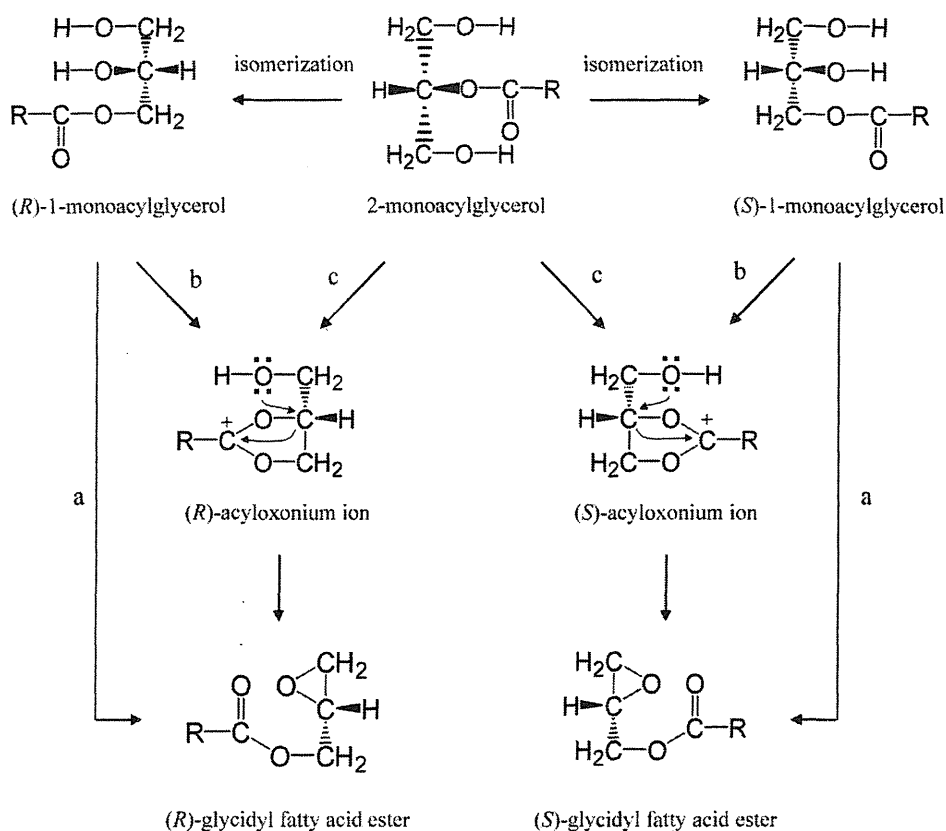 H–O–CH2
H–O–C–H
R–C–O–CH2
O
isomerization
H2C–O–H
H–C–O–C–R
O
H2C–O–H
isomerization
H2C–O–H
H–C–O–H
H2C–O–C–R
O
(R)-1-monoacylglycerol
2-monoacylglycerol
(S)-1-monoacylglycerol
b
c
c
b
H–O–CH2
O–C–H
+
R–C
O–CH2
H2C–O–H
H–C–O
+
C–R
H2C–O
a
a
(R)-acyloxonium ion
(S)-acyloxonium ion
CH2
O
O
C–H
R–C
O–CH2
H2C
O
O
H–C
C–R
H2C–O
(R)-glycidyl fatty acid ester
(S)-glycidyl fatty acid ester